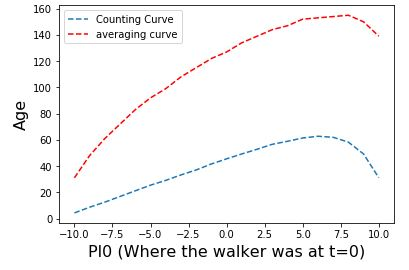 160
140
120
100
80
60
40
20
0
Age
Counting Curve
averaging curve
−10.0 −7.5 −5.0 −2.5 0.0 2.5 5.0 7.5 10.0
PI0 (Where the walker was at t=0)